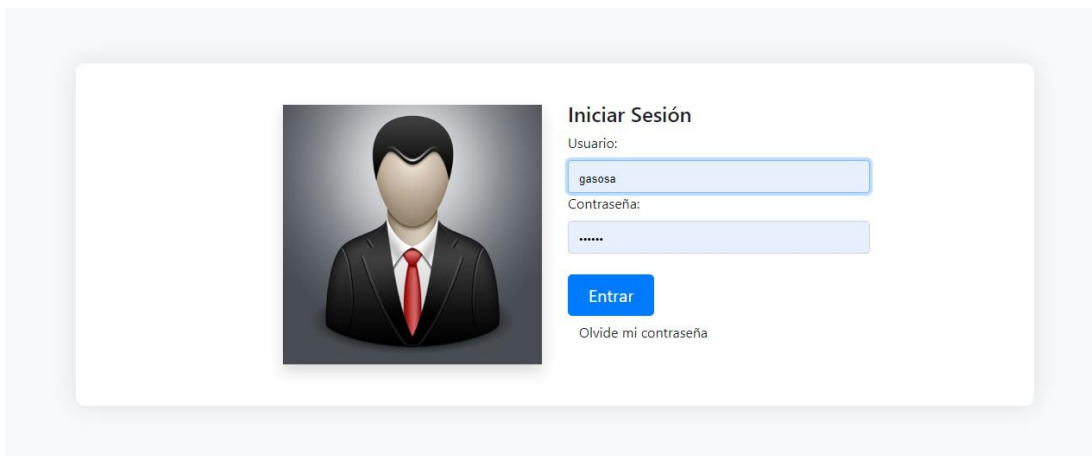 Iniciar Sesión
Usuario:
gasosa
Contraseña:
••••••
Entrar
Olvide mi contraseña